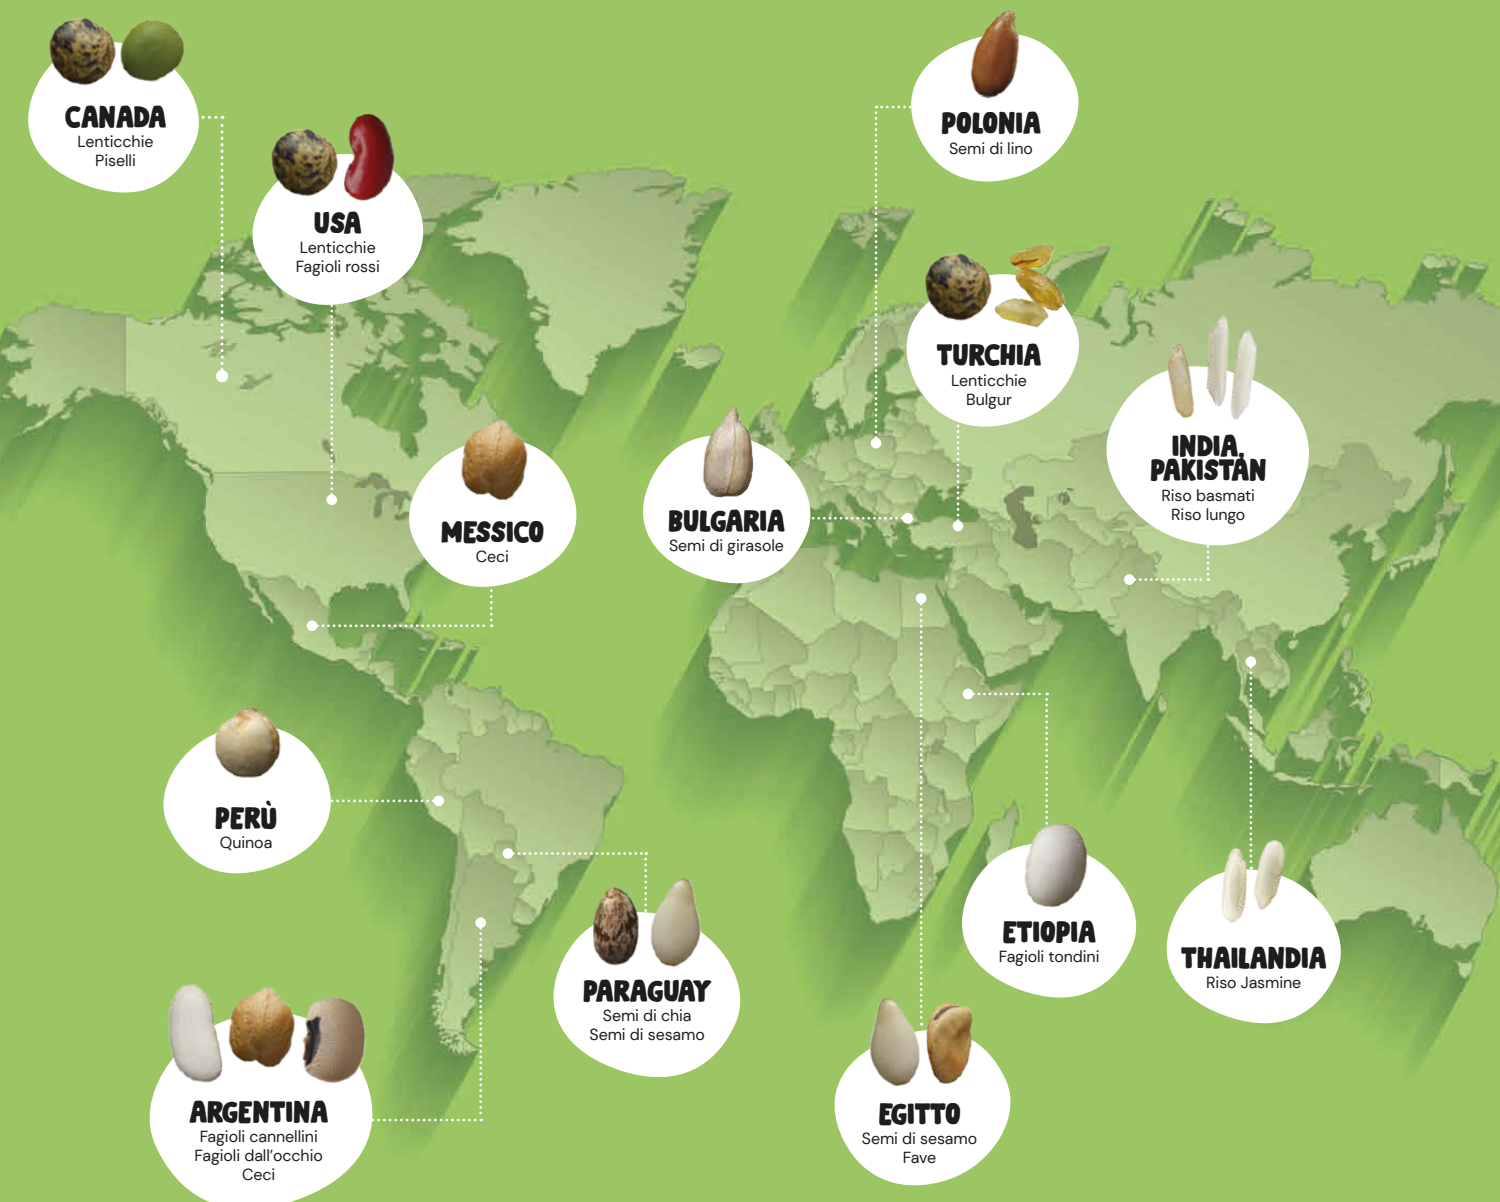 CANADA
Lenticchie
Piselli
USA
Lenticchie
Fagioli rossi
POLONIA
Semi di lino
TURCHIA
Lenticchie
Bulgur
INDIA,
PAKISTAN
Riso basmati
Riso lungo
MESSICO
Ceci
BULGARIA
Semi di girasole
PERÙ
Quinoa
PARAGUAY
Semi di chia
Semi di sesamo
ETIOPIA
Fagioli tondini
THAILANDIA
Riso Jasmine
ARGENTINA
Fagioli cannellini
Fagioli dall'occhio
Ceci
EGITTO
Semi di sesamo
Fave